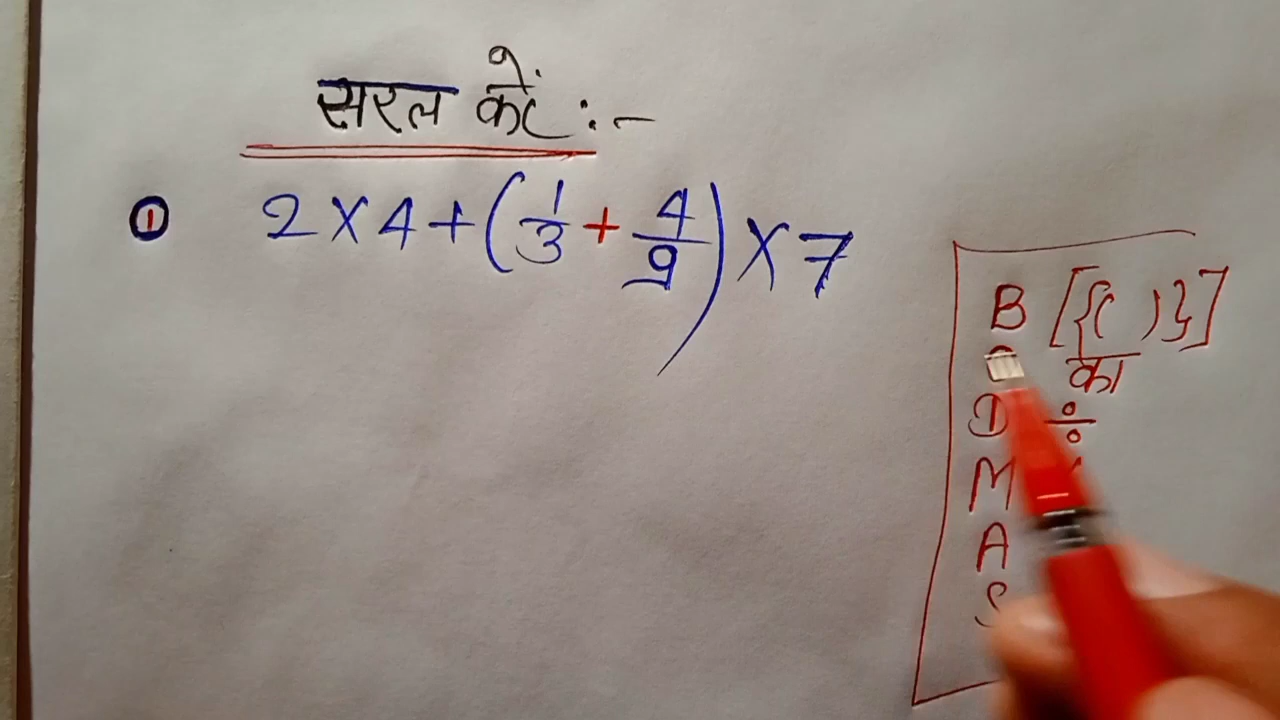 सरल करें :-
① 2 × 4 + (1/3 + 4/9) × 7
B [{( )}]
का
D ÷
M
A
S